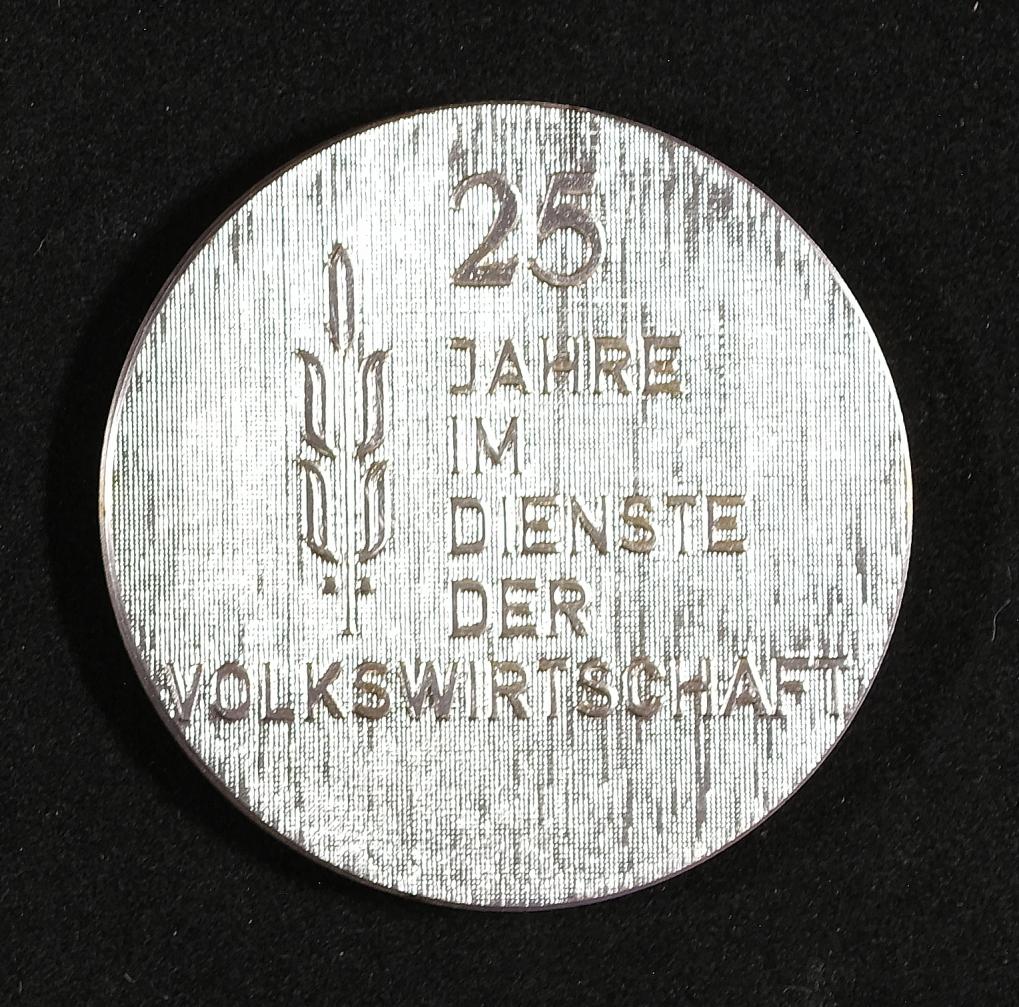 25
JAHRE
IM
DIENSTE
DER
VOLKSWIRTSCHAFT